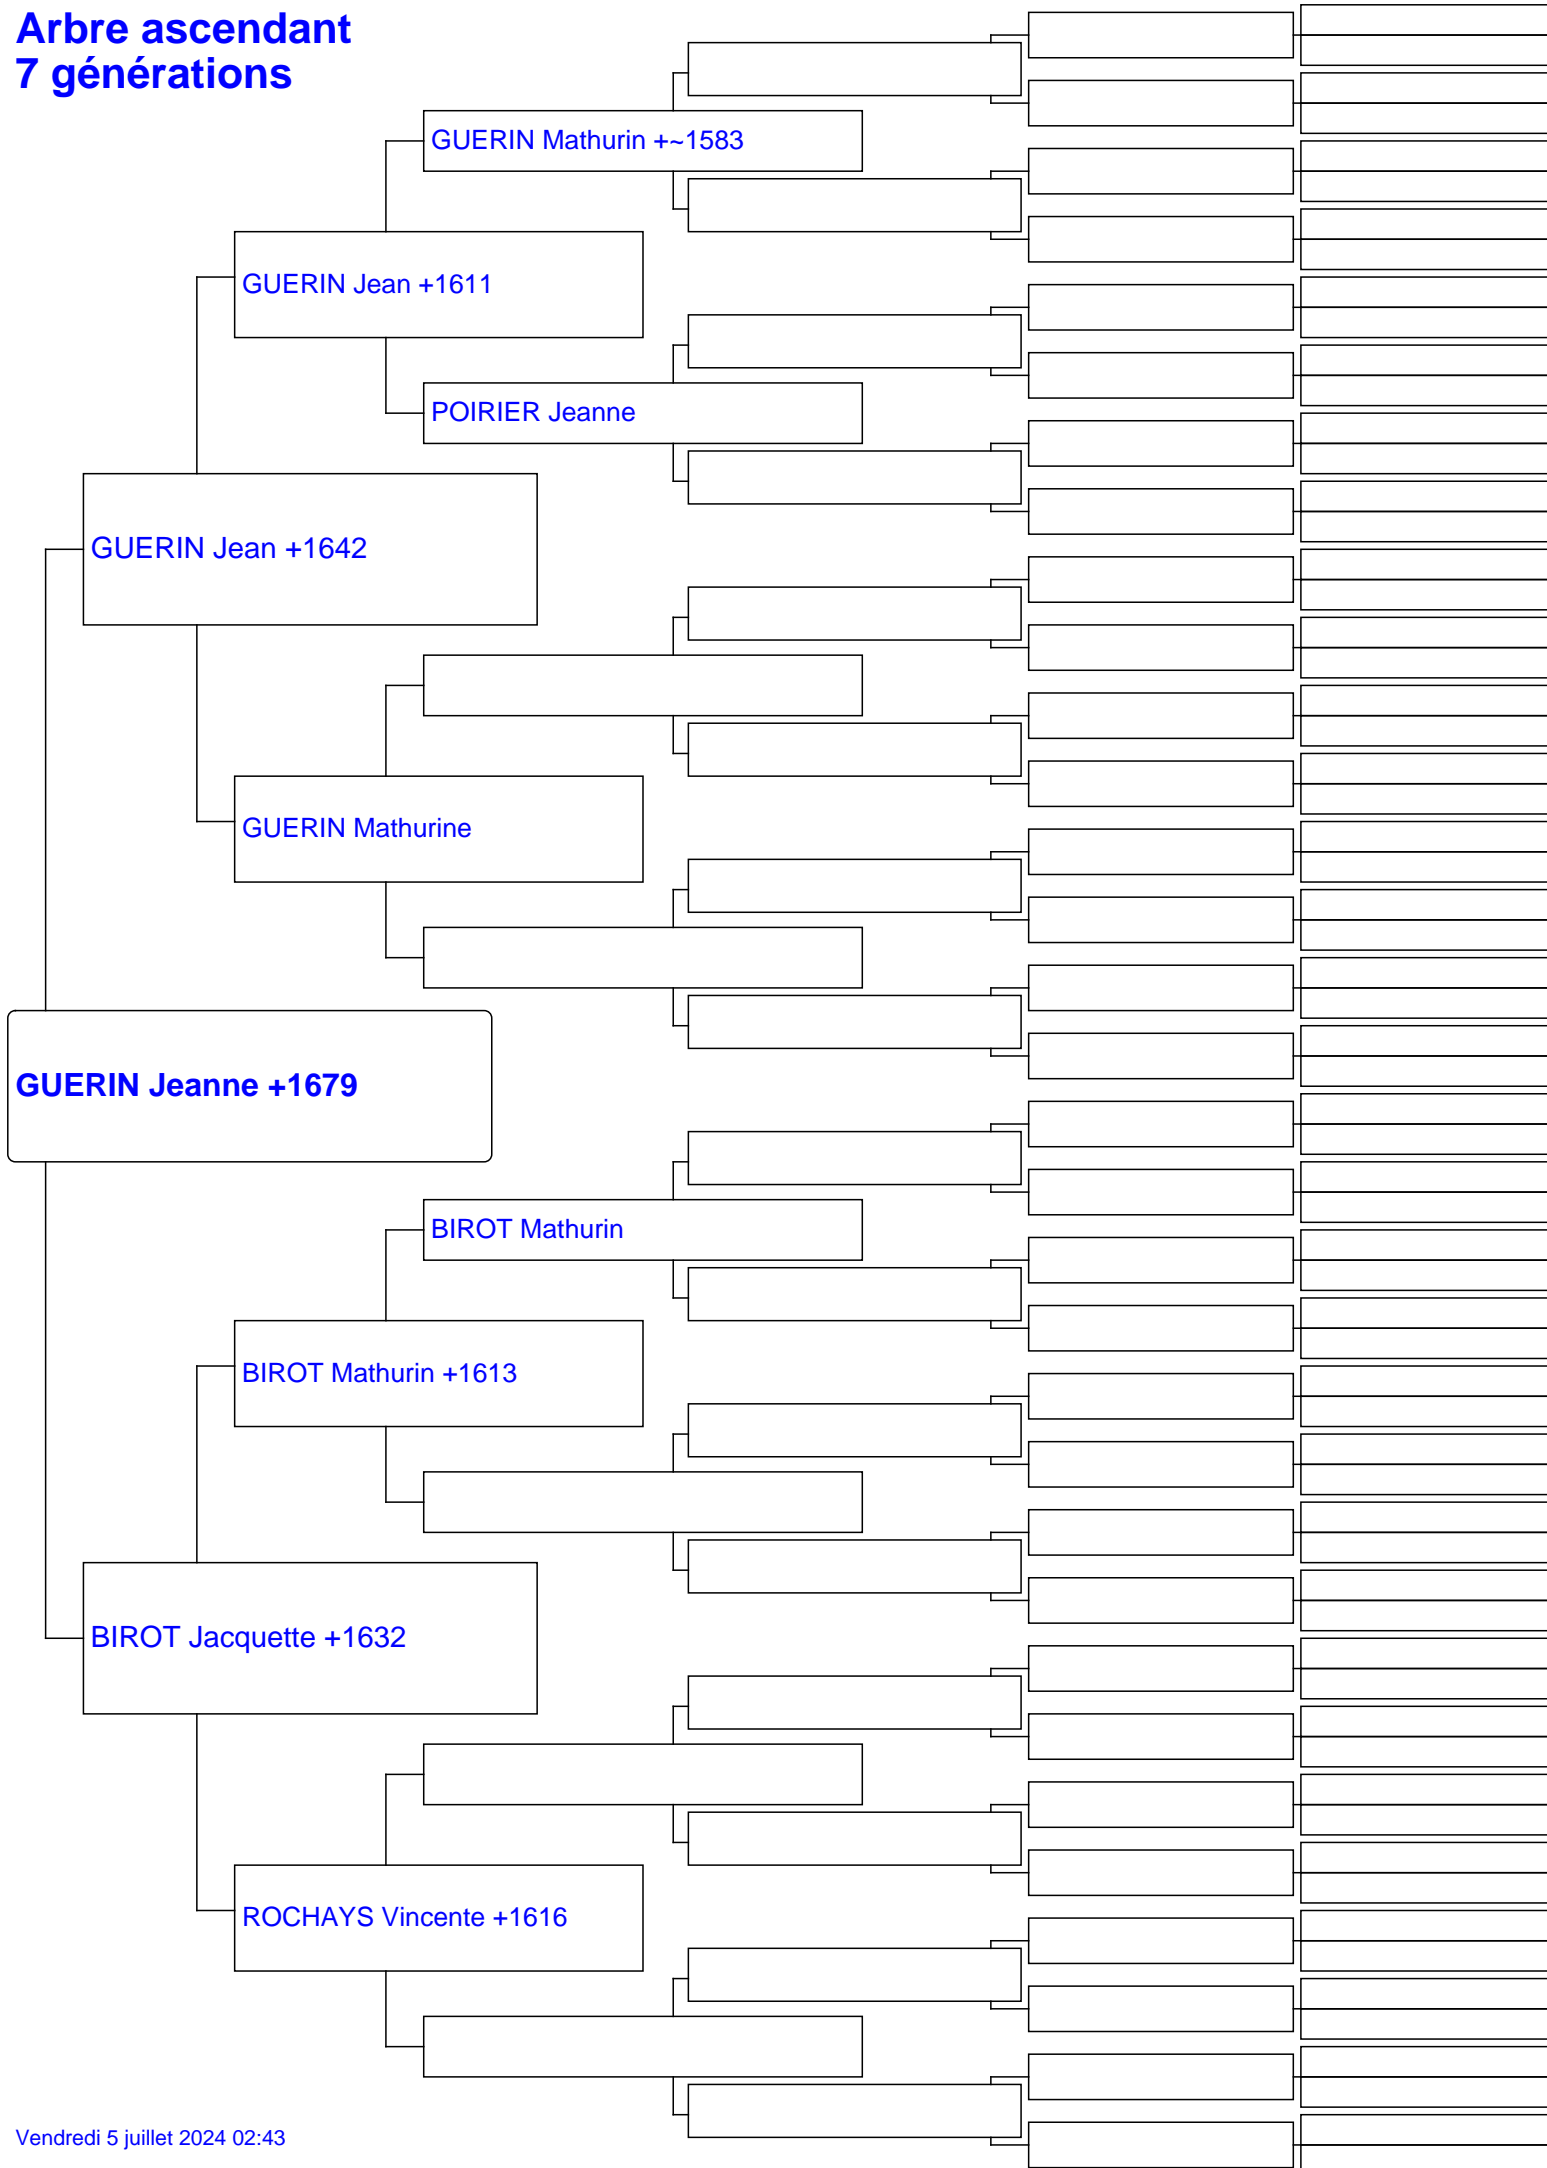 Arbre ascendant
7 générations
GUERIN Mathurin +~1583
GUERIN Jean +1611
POIRIER Jeanne
GUERIN Jean +1642
GUERIN Mathurine
GUERIN Jeanne +1679
BIROT Mathurin
BIROT Mathurin +1613
BIROT Jacquette +1632
ROCHAYS Vincente +1616
Vendredi 5 juillet 2024 02:43